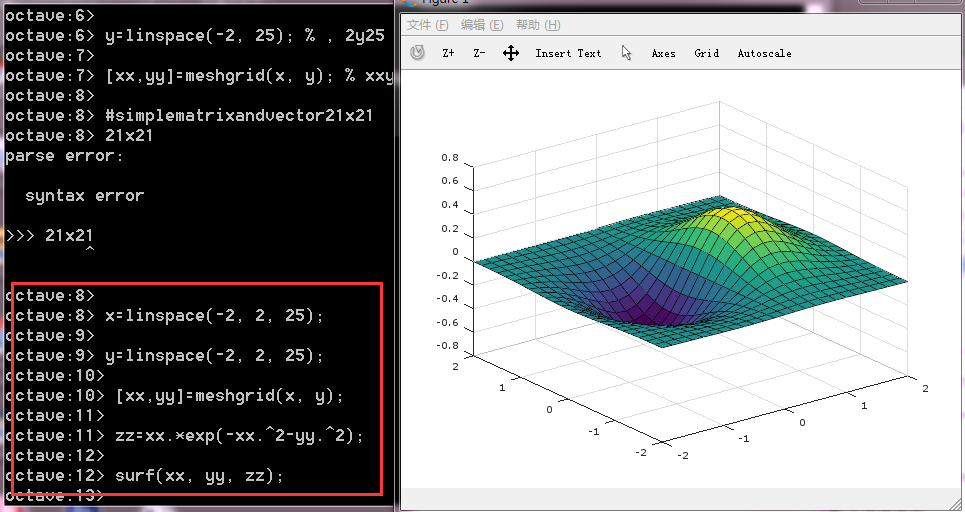 octave:6>
octave:6> y=linspace(-2, 25); % , 2y25
octave:7>
octave:7> [xx,yy]=meshgrid(x, y); % xxy
octave:8>
octave:8> #simplematrixandvector21x21
octave:8> 21x21
parse error:
syntax error
>>> 21x21
^
octave:8>
octave:8> x=linspace(-2, 2, 25);
octave:9>
octave:9> y=linspace(-2, 2, 25);
octave:10>
octave:10> [xx,yy]=meshgrid(x, y);
octave:11>
octave:11> zz=xx.*exp(-xx.^2-yy.^2);
octave:12>
octave:12> surf(xx, yy, zz);
octave:13>
Figure 1
文件 (F) 编辑 (E) 帮助 (H)
Z+ Z- Insert Text Axes Grid Autoscale
0.8
0.6
0.4
0.2
0
-0.2
-0.4
-0.6
-0.8
2
1
0
-1
-2
-2
-1
0
1
2